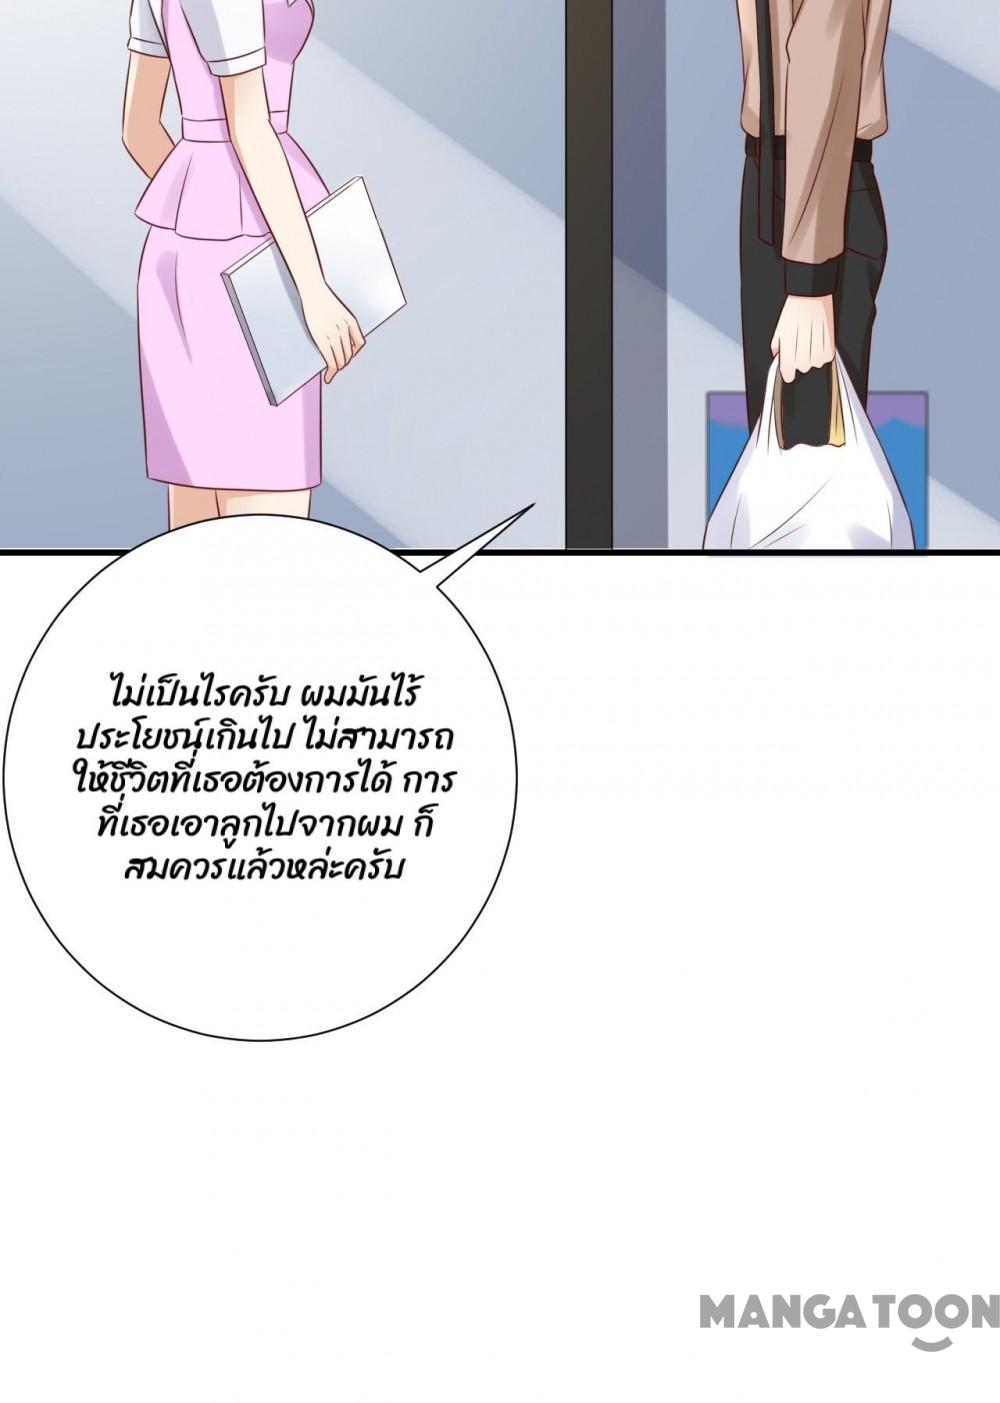 ไม่เป็นไรครับ ผมมันไร้
ประโยชน์เกินไป ไม่สามารถ
ให้ชีวิตที่เธอต้องการได้ การ
ที่เธอเอาลูกไปจากผม ก็
สมควรแล้วหล่ะครับ
MANGATOON